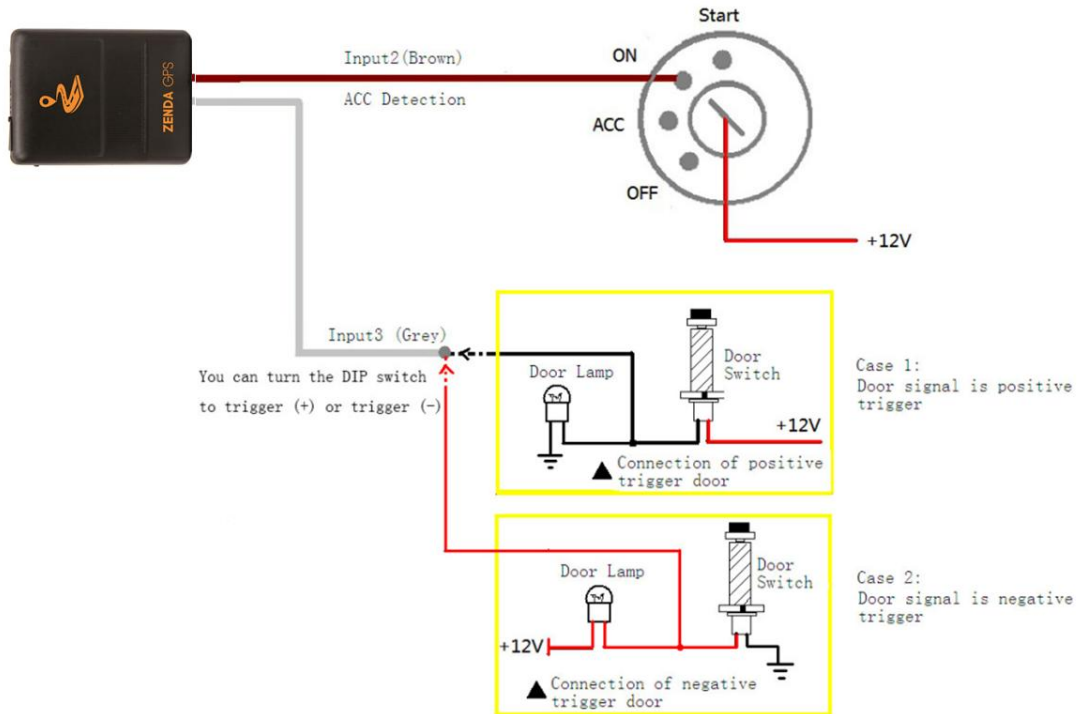 Start
ON
Input2(Brown)
ACC Detection
ACC
OFF
ZENDA GPS
+12V
Input3 (Grey)
You can turn the DIP switch
to trigger (+) or trigger (-)
Door Lamp
Door
Switch
+12V
Connection of positive
trigger door
Case 1:
Door signal is positive
trigger
Door Lamp
Door
Switch
+12V
Connection of negative
trigger door
Case 2:
Door signal is negative
trigger